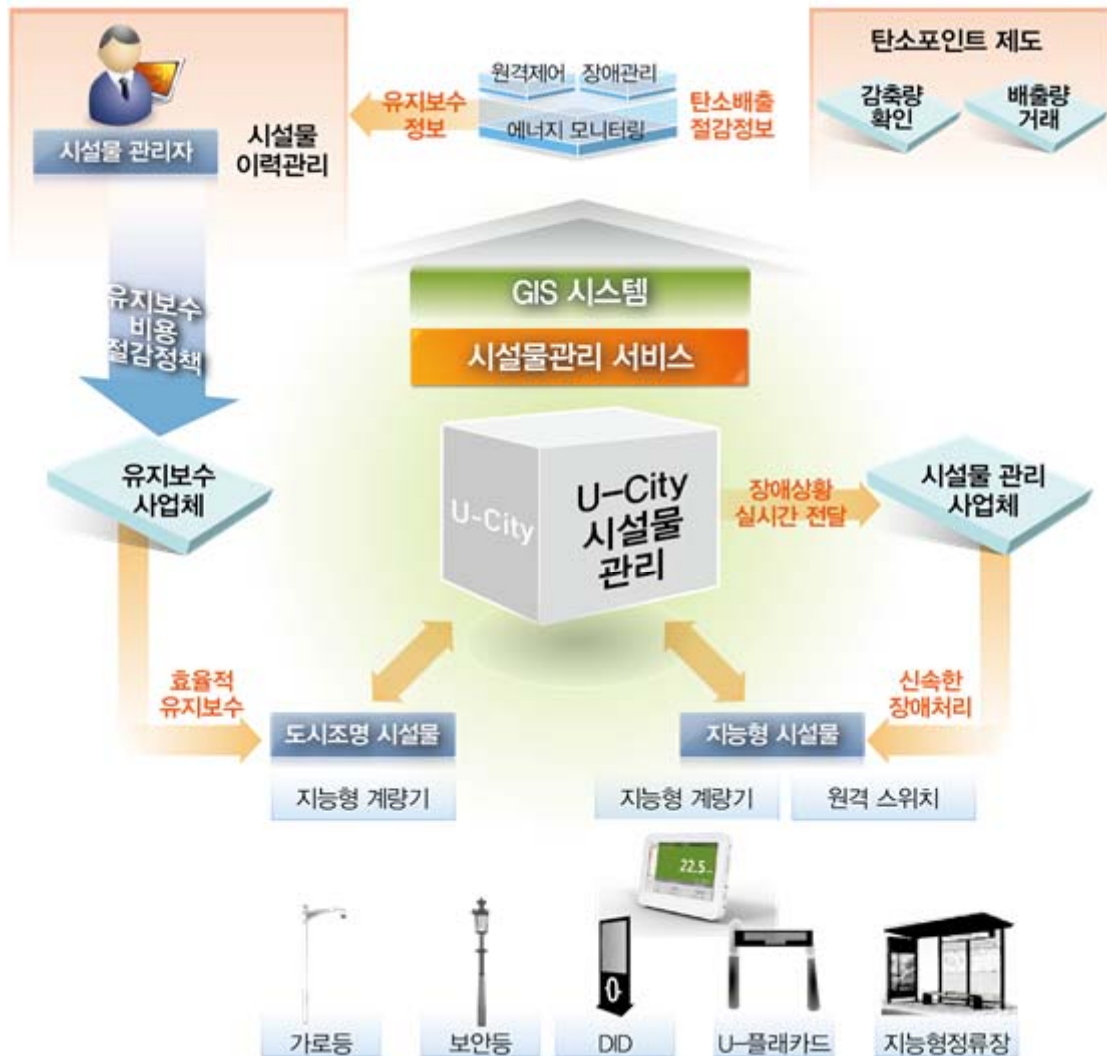 시설물 관리자
시설물
이력관리
유지보수
정보
원격제어
장애관리
에너지 모니터링
탄소배출
절감정보
탄소포인트 제도
감축량
확인
배출량
거래
유지보수
비용
절감정책
GIS 시스템
시설물관리 서비스
유지보수
사업체
U-City
U-City
시설물
관리
장애상황
실시간 전달
시설물 관리
사업체
효율적
유지보수
신속한
장애처리
도시조명 시설물
지능형 시설물
지능형 계량기
지능형 계량기
원격 스위치
22.5
가로등
보안등
DID
U-플래카드
지능형정류장